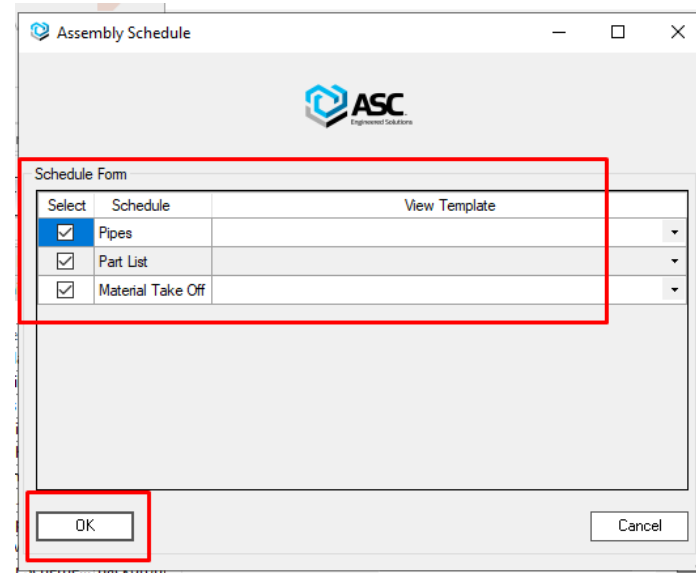 Assembly Schedule
ASC
Engineered Solutions
Schedule Form
Select Schedule View Template
Pipes
Part List
Material Take Off
OK Cancel